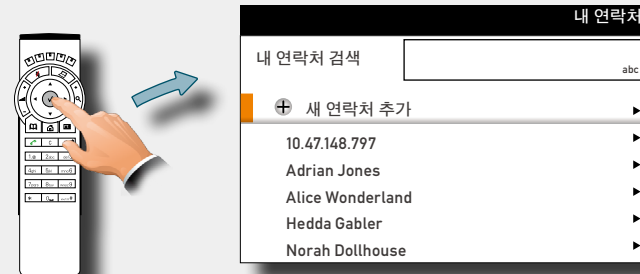 내 연락처
내 연락처 검색
abc
새 연락처 추가
10.47.148.797
Adrian Jones
Alice Wonderland
Hedda Gabler
Norah Dollhouse